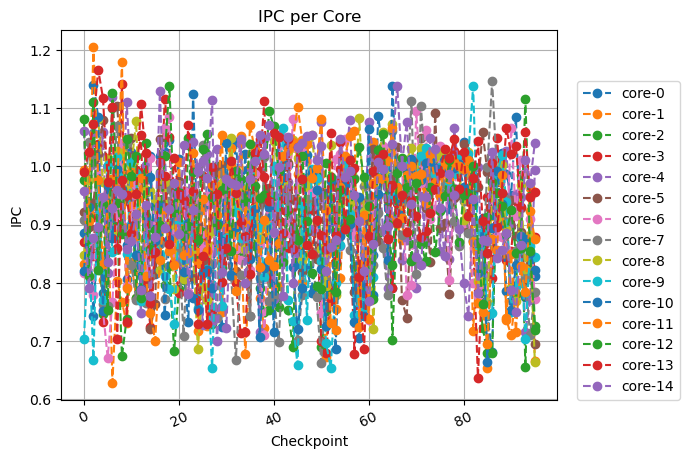 IPC per Core
IPC
1.2
1.1
1.0
0.9
0.8
0.7
0.6
0
20
40
60
80
Checkpoint
core-0
core-1
core-2
core-3
core-4
core-5
core-6
core-7
core-8
core-9
core-10
core-11
core-12
core-13
core-14